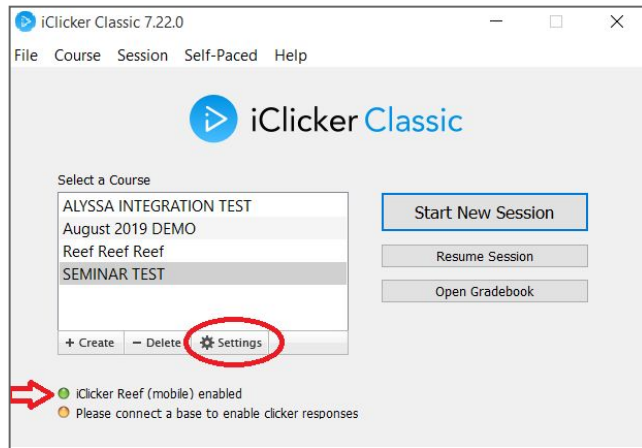 iClicker Classic 7.22.0
File Course Session Self-Paced Help
iClicker Classic
Select a Course
ALYSSA INTEGRATION TEST
August 2019 DEMO
Reef Reef Reef
SEMINAR TEST
+ Create − Delete Settings
Start New Session
Resume Session
Open Gradebook
iClicker Reef (mobile) enabled
Please connect a base to enable clicker responses